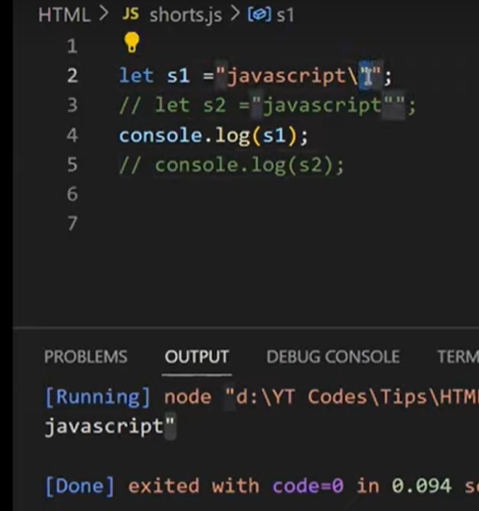 HTML > JS shorts.js > s1
1
2 let s1 ="javascript\"";
3 // let s2 ="javascript"";
4 console.log(s1);
5 // console.log(s2);
6
7
PROBLEMS OUTPUT DEBUG CONSOLE
[Running] node "d:\YT Codes\Tips\
javascript"
[Done] exited with code=0 in 0.094